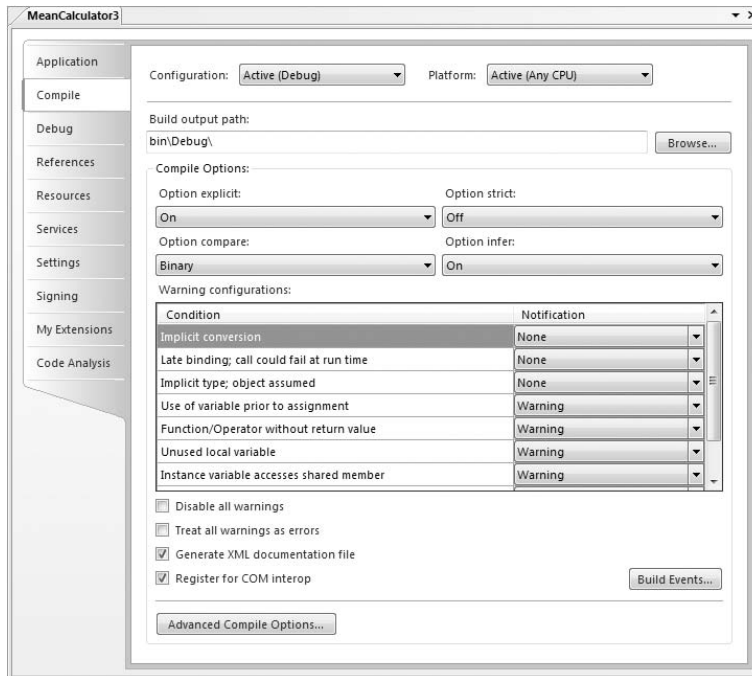 MeanCalculator3
Application
Compile
Debug
References
Resources
Services
Settings
Signing
My Extensions
Code Analysis
Configuration: Active (Debug) Platform: Active (Any CPU)
Build output path:
bin\Debug\ Browse...
Compile Options:
Option explicit: Option strict:
On Off
Option compare: Option infer:
Binary On
Warning configurations:
Condition Notification
Implicit conversion None
Late binding; call could fail at run time None
Implicit type; object assumed None
Use of variable prior to assignment Warning
Function/Operator without return value Warning
Unused local variable Warning
Instance variable accesses shared member Warning
Disable all warnings
Treat all warnings as errors
Generate XML documentation file
Register for COM interop Build Events...
Advanced Compile Options...